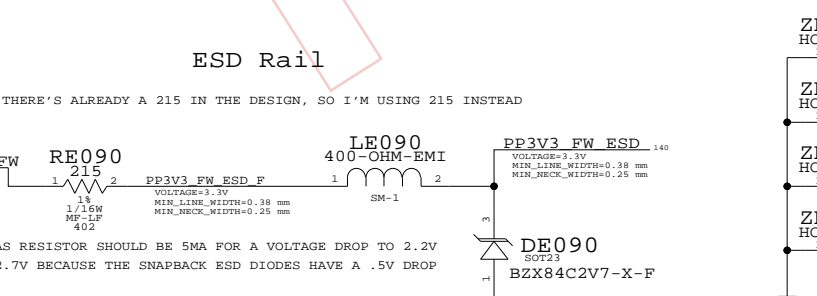 ESD Rail
THERE'S ALREADY A 215 IN THE DESIGN, SO I'M USING 215 INSTEAD
FW
RE090
215
1
2
1%
1/16W
MF-LF
402
PP3V3_FW_ESD_F
VOLTAGE=3.3V
MIN_LINE_WIDTH=0.38 mm
MIN_NECK_WIDTH=0.25 mm
LE090
400-OHM-EMI
1
2
SM-1
PP3V3_FW_ESD
140
VOLTAGE=3.3V
MIN_LINE_WIDTH=0.38 mm
MIN_NECK_WIDTH=0.25 mm
AS RESISTOR SHOULD BE 5MA FOR A VOLTAGE DROP TO 2.2V
2.7V BECAUSE THE SNAPBACK ESD DIODES HAVE A .5V DROP
3
DE090
SOT23
BZX84C2V7-X-F
1